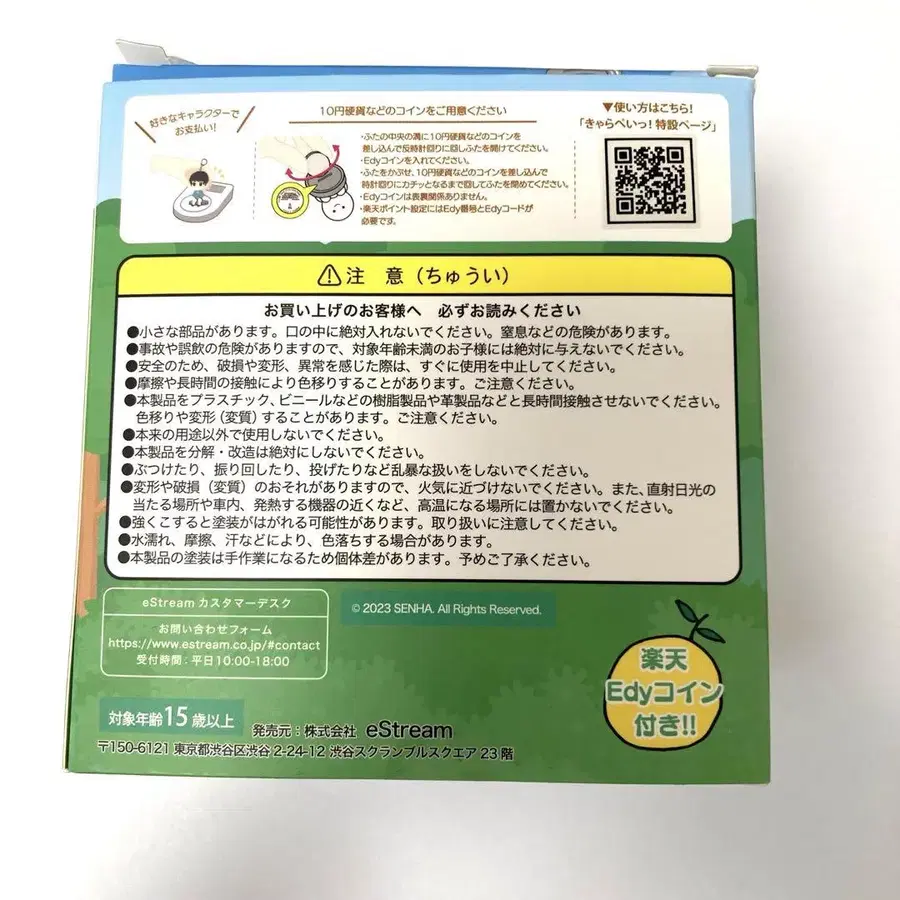 好きなキャラクターで
お支払い!
10円硬貨などのコインをご用意ください
・ふたの中央の溝に10円硬貨などのコインを
差し込んで反時計回りに回しふたを開けてください。
・Edyコインを入れてください。
・ふたをかぶせ、10円硬貨などのコインを差し込んで
時計回りにカチッとなるまで回してふたを閉めてください。
・Edyコインは表裏関係ありません。
・楽天ポイント設定にはEdy番号とEdyコードが
必要です。
▼使い方はこちら!
「きゃらぺいっ!特設ページ」
⚠注 意(ちゅうい)
お買い上げのお客様へ 必ずお読みください
●小さな部品があります。口の中に絶対入れないでください。窒息などの危険があります。
●事故や誤飲の危険がありますので、対象年齢未満のお子様には絶対に与えないでください。
●安全のため、破損や変形、異常を感じた際は、すぐに使用を中止してください。
●摩擦や長時間の接触により色移りすることがあります。ご注意ください。
●本製品をプラスチック、ビニールなどの樹脂製品や革製品などと長時間接触させないでください。
色移りや変形(変質)することがあります。ご注意ください。
●本来の用途以外で使用しないでください。
●本製品を分解・改造は絶対にしないでください。
●ぶつけたり、振り回したり、投げたりなど乱暴な扱いをしないでください。
●変形や破損(変質)のおそれがありますので、火気に近づけないでください。また、直射日光の
当たる場所や車内、発熱する機器の近くなど、高温になる場所には置かないでください。
●強くこすると塗装がはがれる可能性があります。取り扱いに注意してください。
●水濡れ、摩擦、汗などにより、色落ちする場合があります。
●本製品の塗装は手作業になるため個体差があります。予めご了承ください。
eStream カスタマーデスク
お問い合わせフォーム
https://www.estream.co.jp/#contact
受付時間:平日10:00-18:00
© 2023 SENHA. All Rights Reserved.
楽天
Edyコイン
付き!!
対象年齢15歳以上
発売元:株式会社 eStream
〒150-6121 東京都渋谷区渋谷 2-24-12 渋谷スクランブルスクエア 23階